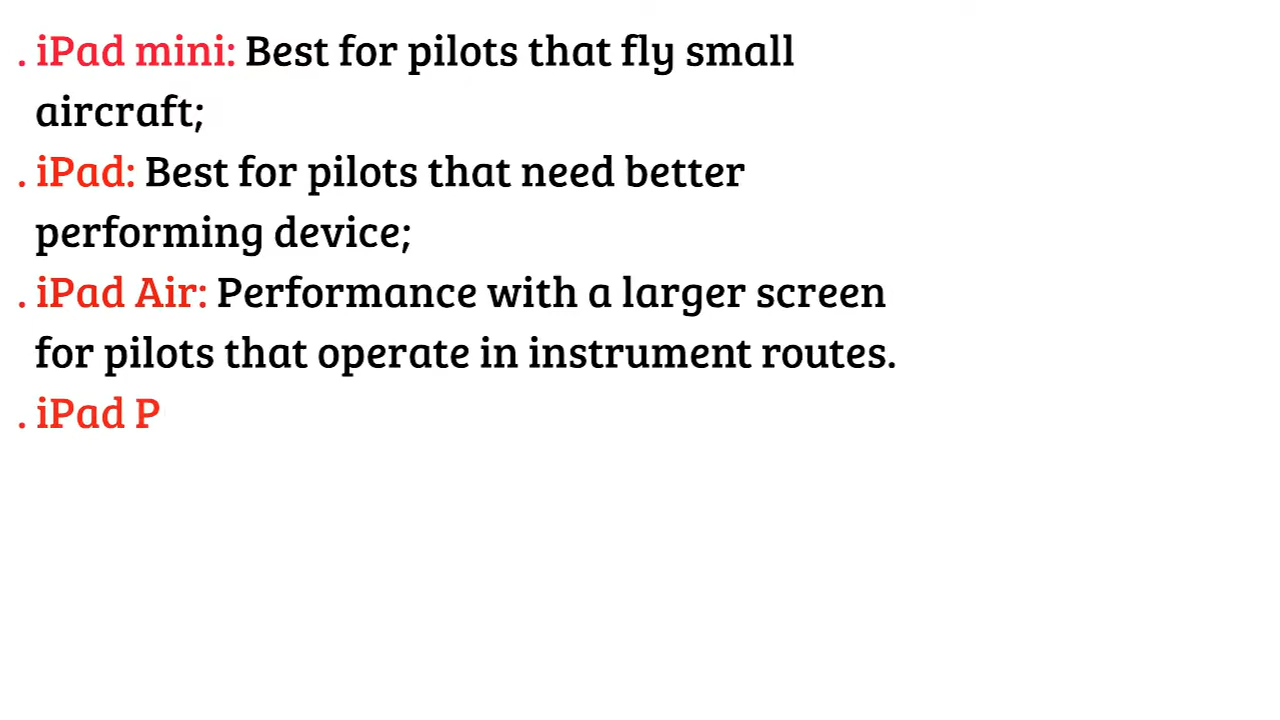 . iPad mini: Best for pilots that fly small
aircraft;
. iPad: Best for pilots that need better
performing device;
. iPad Air: Performance with a larger screen
for pilots that operate in instrument routes.
. iPad P